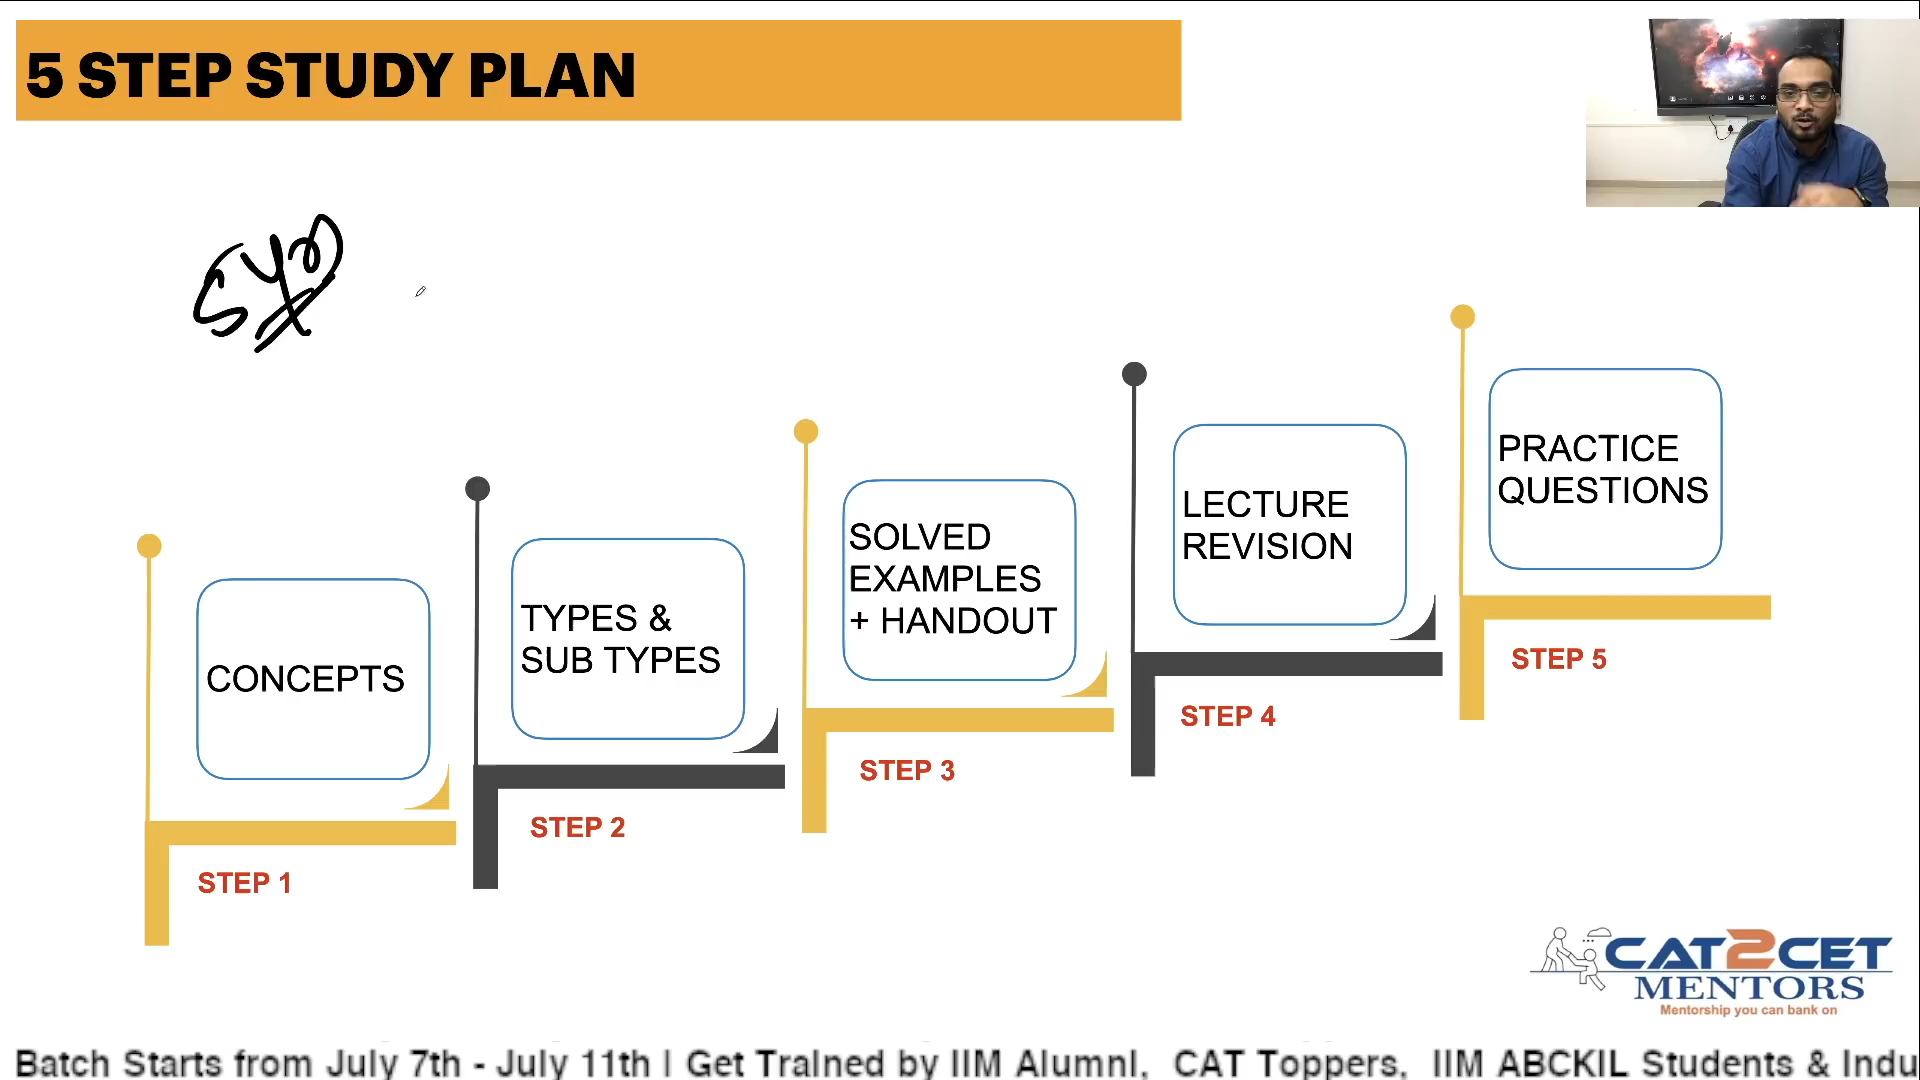 5 STEP STUDY PLAN
CONCEPTS
STEP 1
TYPES &
SUB TYPES
STEP 2
SOLVED
EXAMPLES
+ HANDOUT
STEP 3
LECTURE
REVISION
STEP 4
PRACTICE
QUESTIONS
STEP 5
CAT2CET
MENTORS
Mentorship you can bank on
Batch Starts from July 7th - July 11th | Get TraIned by IIM AlumnI, CAT Toppers, IIM ABCKIL Students & Indu